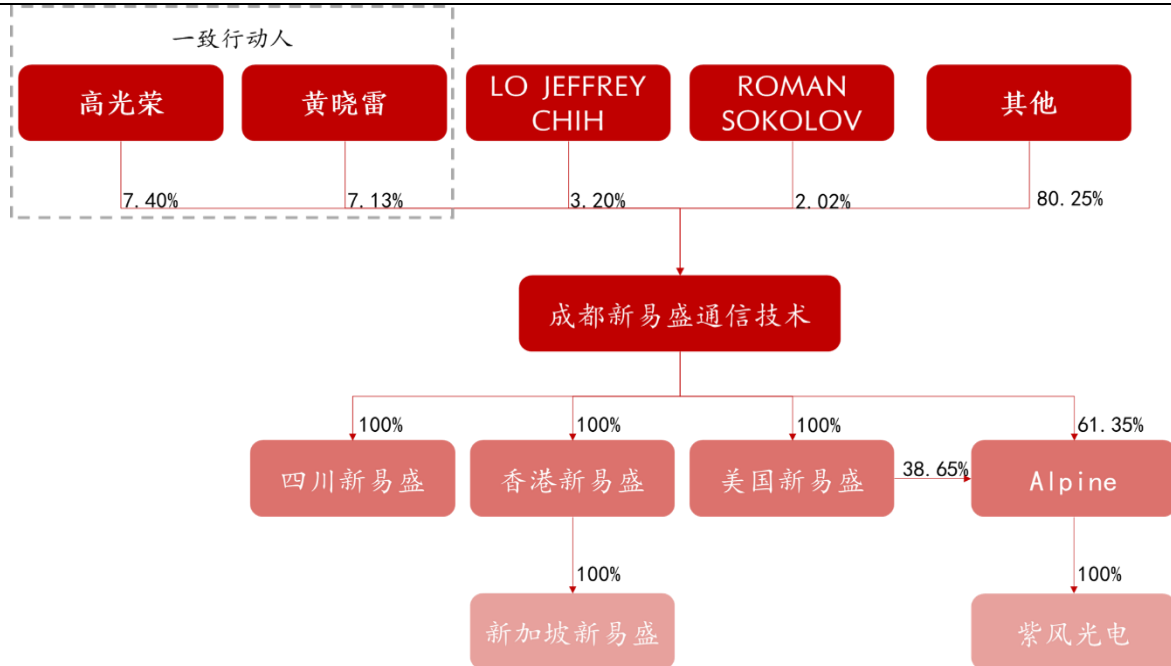 一致行动人
高光荣
黄晓雷
LO JEFFREY
CHIH
ROMAN
SOKOLOV
其他
7.40%
7.13%
3.20%
2.02%
80.25%
成都新易盛通信技术
100%
100%
100%
61.35%
四川新易盛
香港新易盛
美国新易盛
38.65%
Alpine
100%
100%
新加坡新易盛
紫风光电